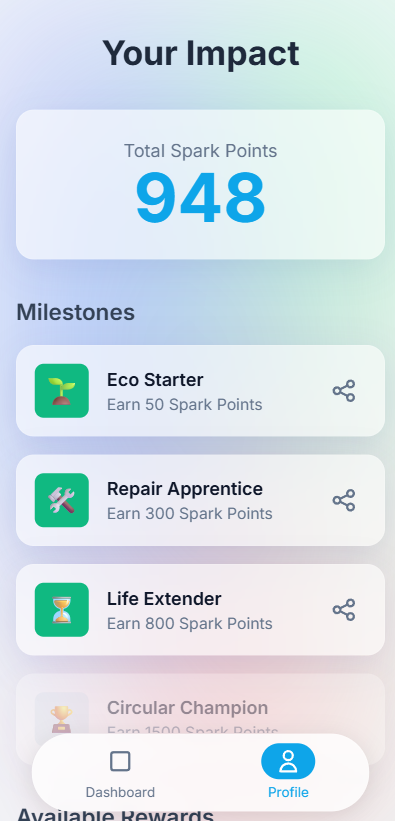 Your Impact
Total Spark Points
948
Milestones
Eco Starter
Earn 50 Spark Points
Repair Apprentice
Earn 300 Spark Points
Life Extender
Earn 800 Spark Points
Circular Champion
Earn 1500 Spark Points
Dashboard
Profile
Available Rewards